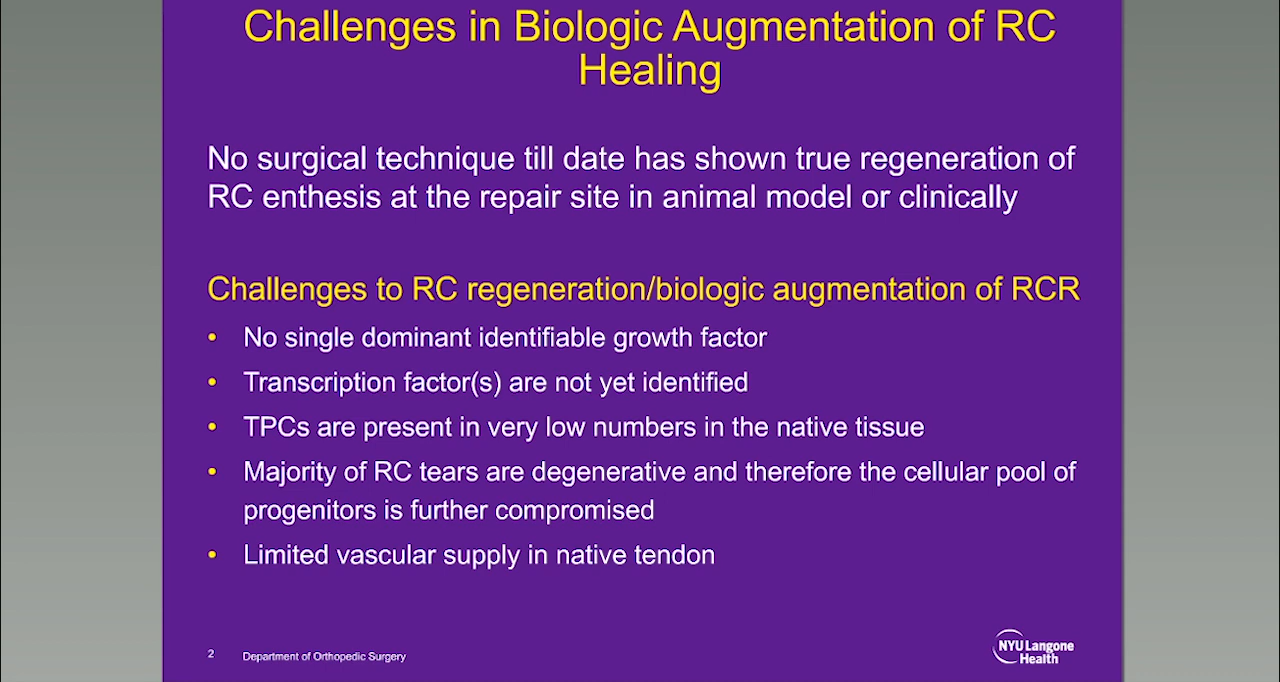 Challenges in Biologic Augmentation of RC
Healing
No surgical technique till date has shown true regeneration of
RC enthesis at the repair site in animal model or clinically
Challenges to RC regeneration/biologic augmentation of RCR
• No single dominant identifiable growth factor
• Transcription factor(s) are not yet identified
• TPCs are present in very low numbers in the native tissue
• Majority of RC tears are degenerative and therefore the cellular pool of
progenitors is further compromised
• Limited vascular supply in native tendon
2 Department of Orthopedic Surgery
NYU Langone
Health